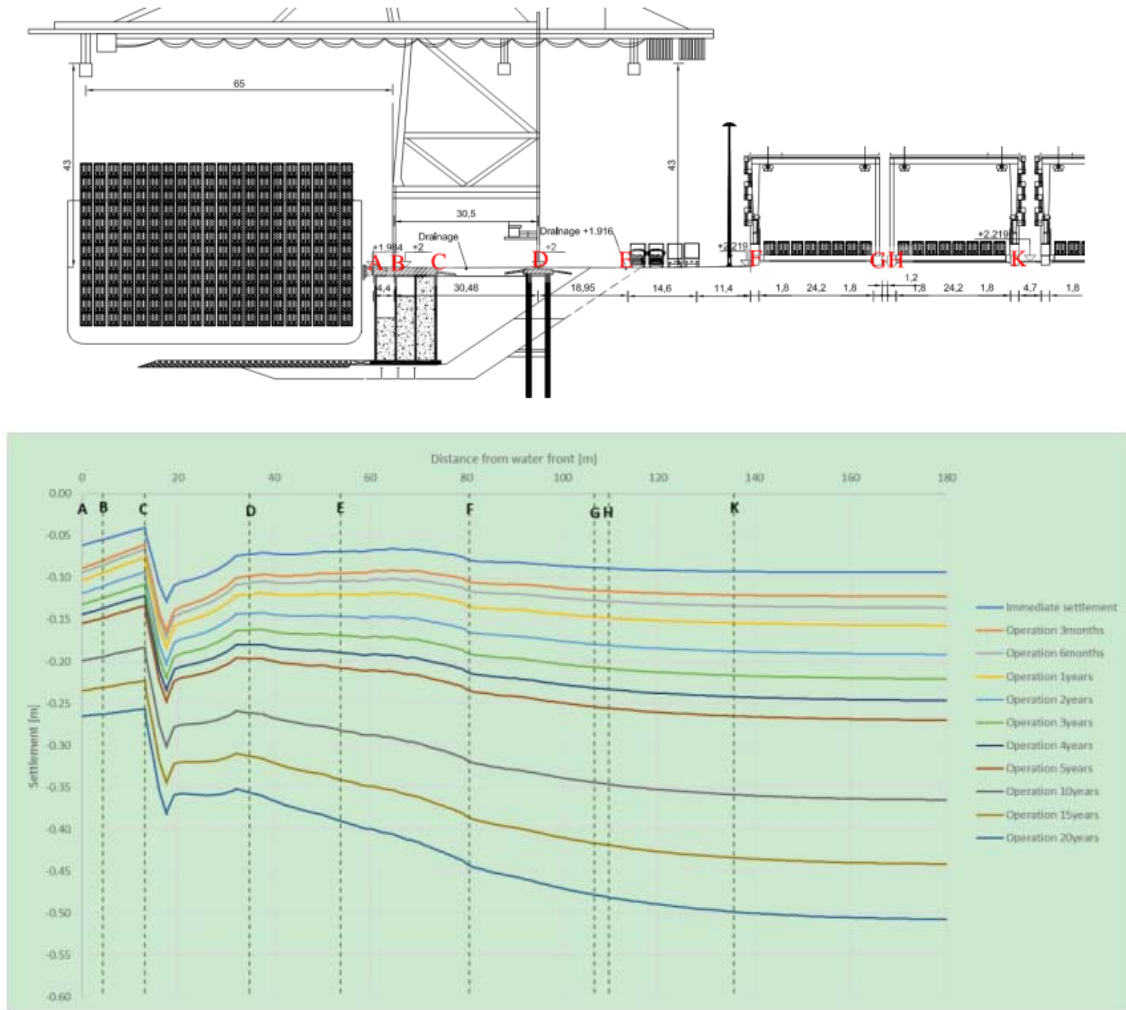 65
43
43
30,5
Drainage
Drainage +1.916
+1.984
+2
+2
+2.219
+2.219
A B C D E F G H K
4,4 30,48 18,95 14,6 11,4 1,8 24,2 1,8 1,2 1,8 24,2 1,8 4,7 1,8
Distance from water front [m]
0 20 40 60 80 100 120 140 160 180
A B C D E F G H K
Settlement [m]
0.00
-0.05
-0.10
-0.15
-0.20
-0.25
-0.30
-0.35
-0.40
-0.45
-0.50
-0.55
-0.60
Immediate settlement
Operation 3months
Operation 6months
Operation 1years
Operation 2years
Operation 3years
Operation 4years
Operation 5years
Operation 10years
Operation 15years
Operation 20years